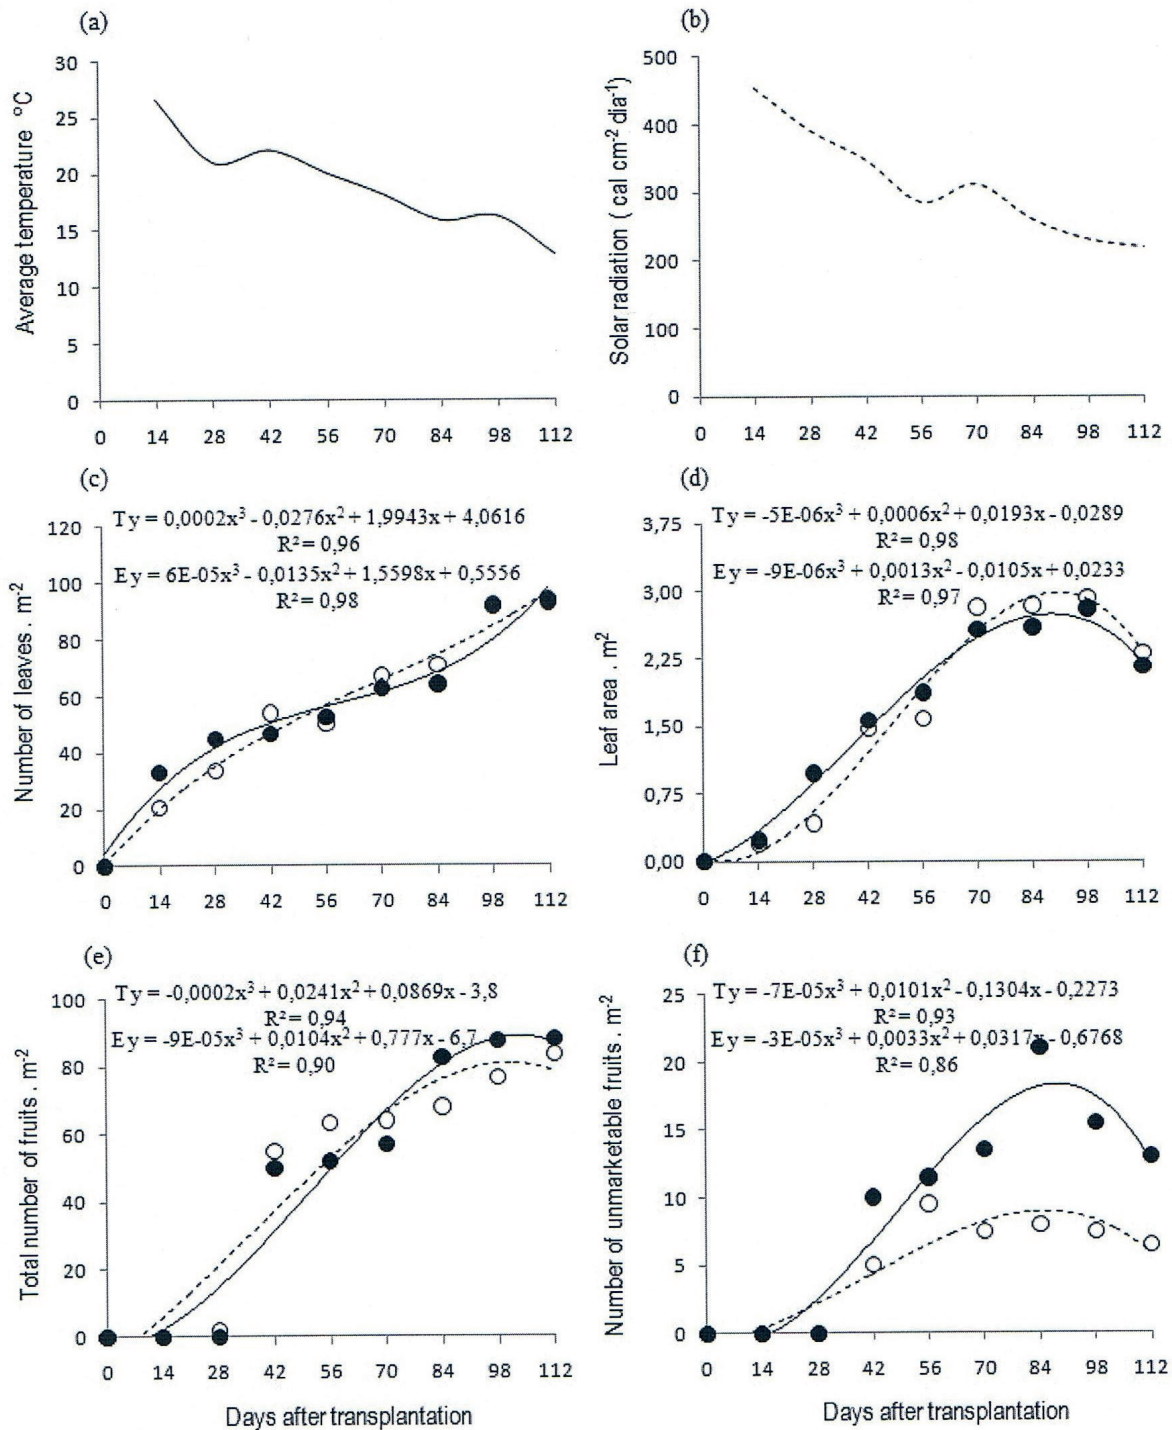 (a)
Average temperature °C
30
25
20
15
10
5
0
0 14 28 42 56 70 84 98 112
(b)
Solar radiation ( cal cm-2 dia-1)
500
400
300
200
100
0
0 14 28 42 56 70 84 98 112
(c)
Ty = 0,0002x³ - 0,0276x² + 1,9943x + 4,0616
R² = 0,96
Ey = 6E-05x³ - 0,0135x² + 1,5598x + 0,5556
R² = 0,98
Number of leaves . m-2
120
100
80
60
40
20
0
0 14 28 42 56 70 84 98 112
(d)
Ty = -5E-06x³ + 0,0006x² + 0,0193x - 0,0289
R² = 0,98
Ey = -9E-06x³ + 0,0013x² - 0,0105x + 0,0233
R² = 0,97
Leaf area . m²
3,75
3,00
2,25
1,50
0,75
0,00
0 14 28 42 56 70 84 98 112
(e)
Ty = -0,0002x³ + 0,0241x² + 0,0869x - 3,8
R² = 0,94
Ey = -9E-05x³ + 0,0104x² + 0,777x - 6,7
R² = 0,90
Total number of fruits . m-2
100
80
60
40
20
0
0 14 28 42 56 70 84 98 112
Days after transplantation
(f)
Ty = -7E-05x³ + 0,0101x² - 0,1304x - 0,2273
R² = 0,93
Ey = -3E-05x³ + 0,0033x² + 0,0317x - 0,6768
R² = 0,86
Number of unmarketable fruits . m-2
25
20
15
10
5
0
0 14 28 42 56 70 84 98 112
Days after transplantation